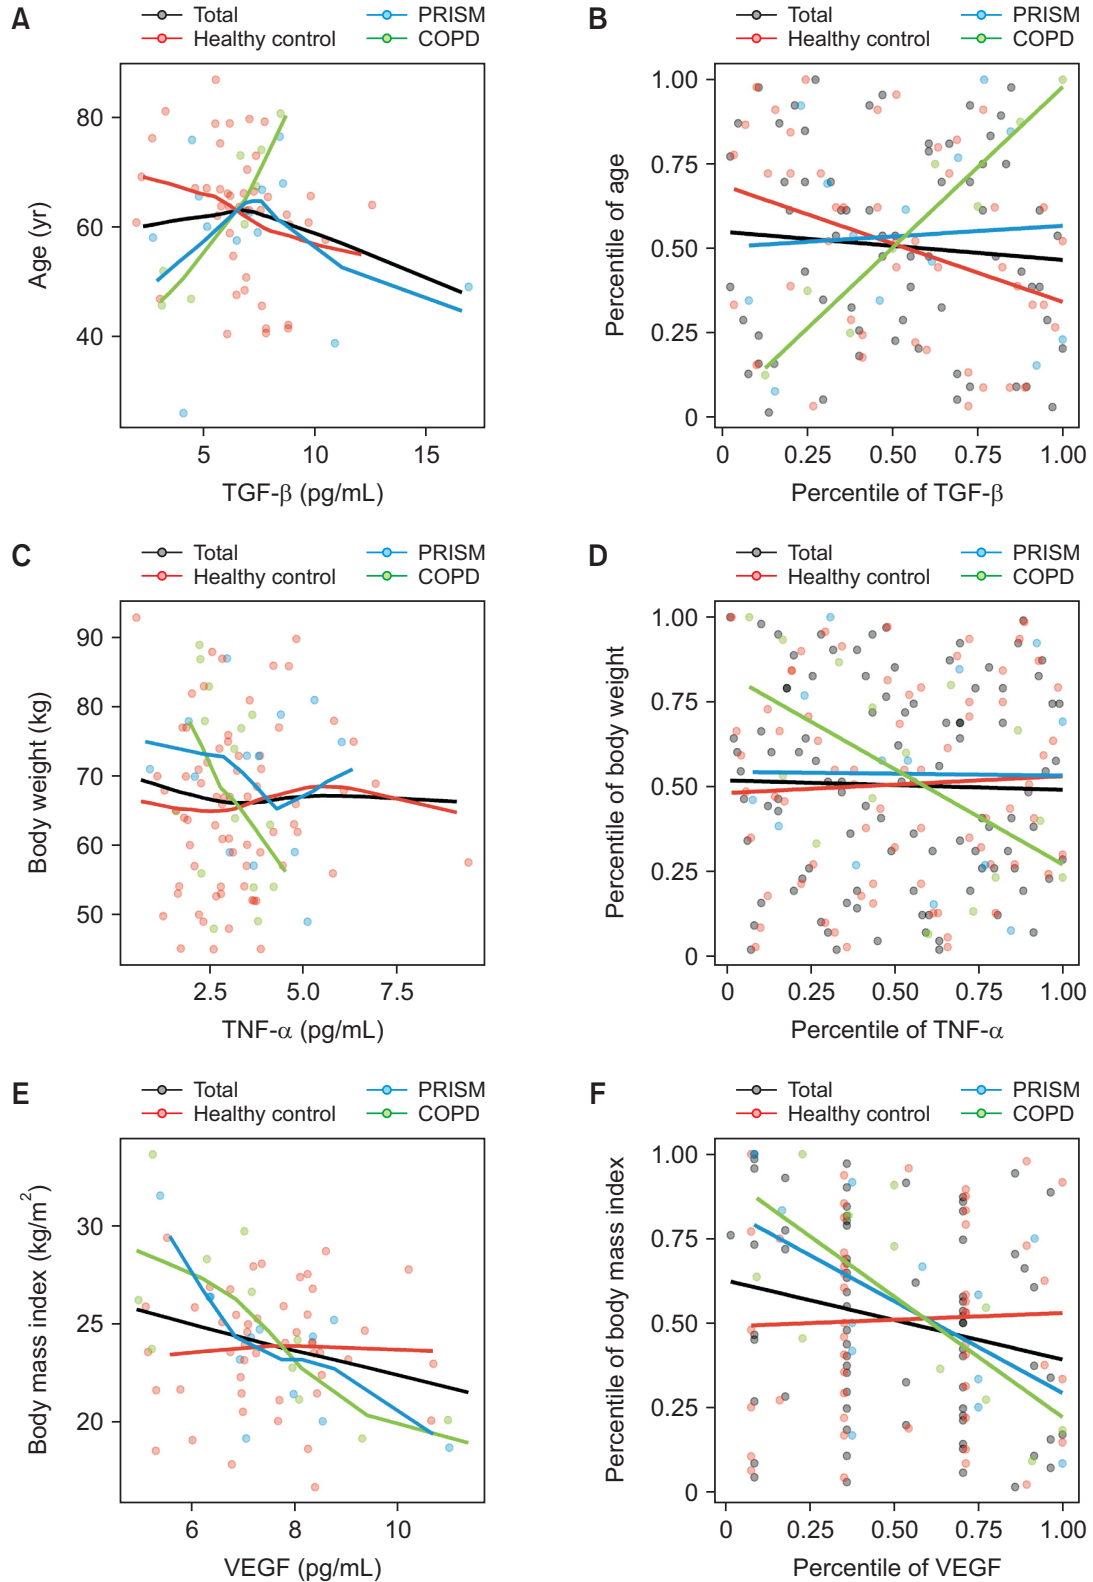 A
Total
PRISM
Healthy control
COPD
80
60
40
Age (yr)
5 10 15
TGF-β (pg/mL)
B
Total
PRISM
Healthy control
COPD
1.00
0.75
0.50
0.25
0
Percentile of age
0 0.25 0.50 0.75 1.00
Percentile of TGF-β
C
Total
PRISM
Healthy control
COPD
90
80
70
60
50
Body weight (kg)
2.5 5.0 7.5
TNF-α (pg/mL)
D
Total
PRISM
Healthy control
COPD
1.00
0.75
0.50
0.25
0
Percentile of body weight
0 0.25 0.50 0.75 1.00
Percentile of TNF-α
E
Total
PRISM
Healthy control
COPD
30
25
20
Body mass index (kg/m²)
6 8 10
VEGF (pg/mL)
F
Total
PRISM
Healthy control
COPD
1.00
0.75
0.50
0.25
0
Percentile of body mass index
0 0.25 0.50 0.75 1.00
Percentile of VEGF